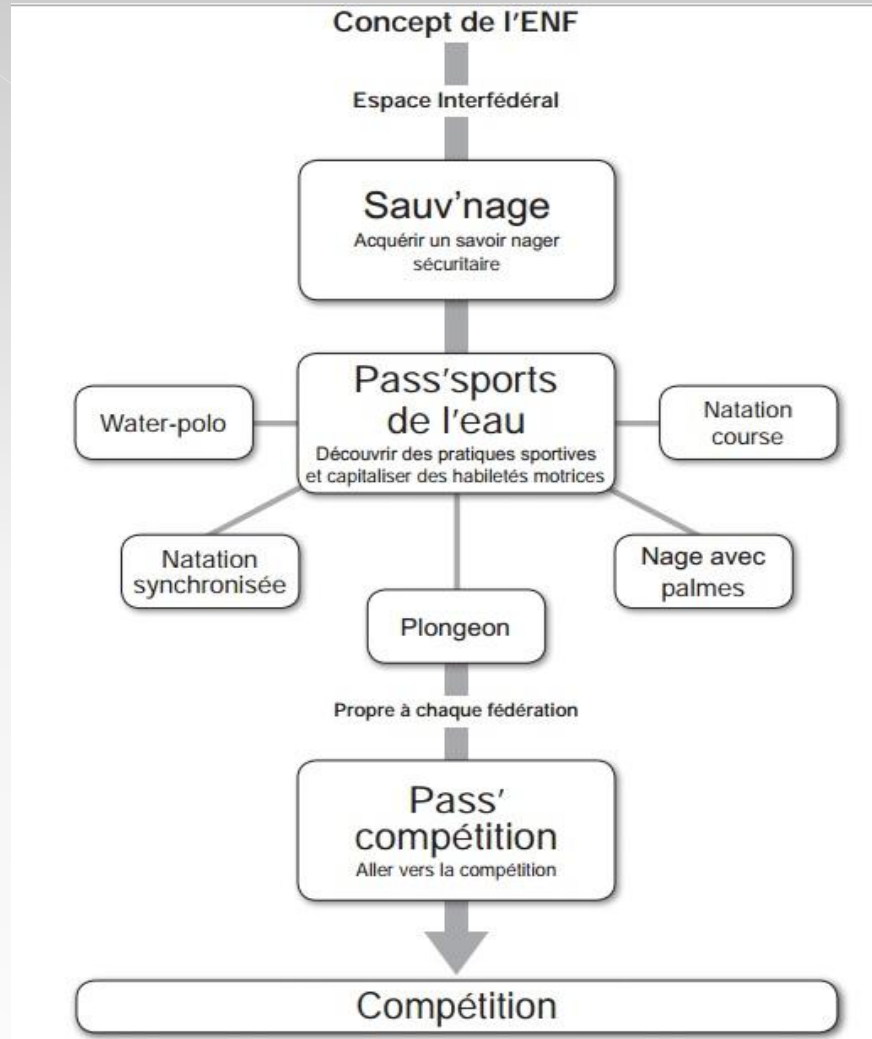 Concept de l'ENF
Espace Interfédéral
Sauv'nage
Acquérir un savoir nager
sécuritaire
Pass'sports
de l'eau
Découvrir des pratiques sportives
et capitaliser des habiletés motrices
Water-polo
Natation
course
Natation
synchronisée
Nage avec
palmes
Plongeon
Propre à chaque fédération
Pass'
compétition
Aller vers la compétition
Compétition